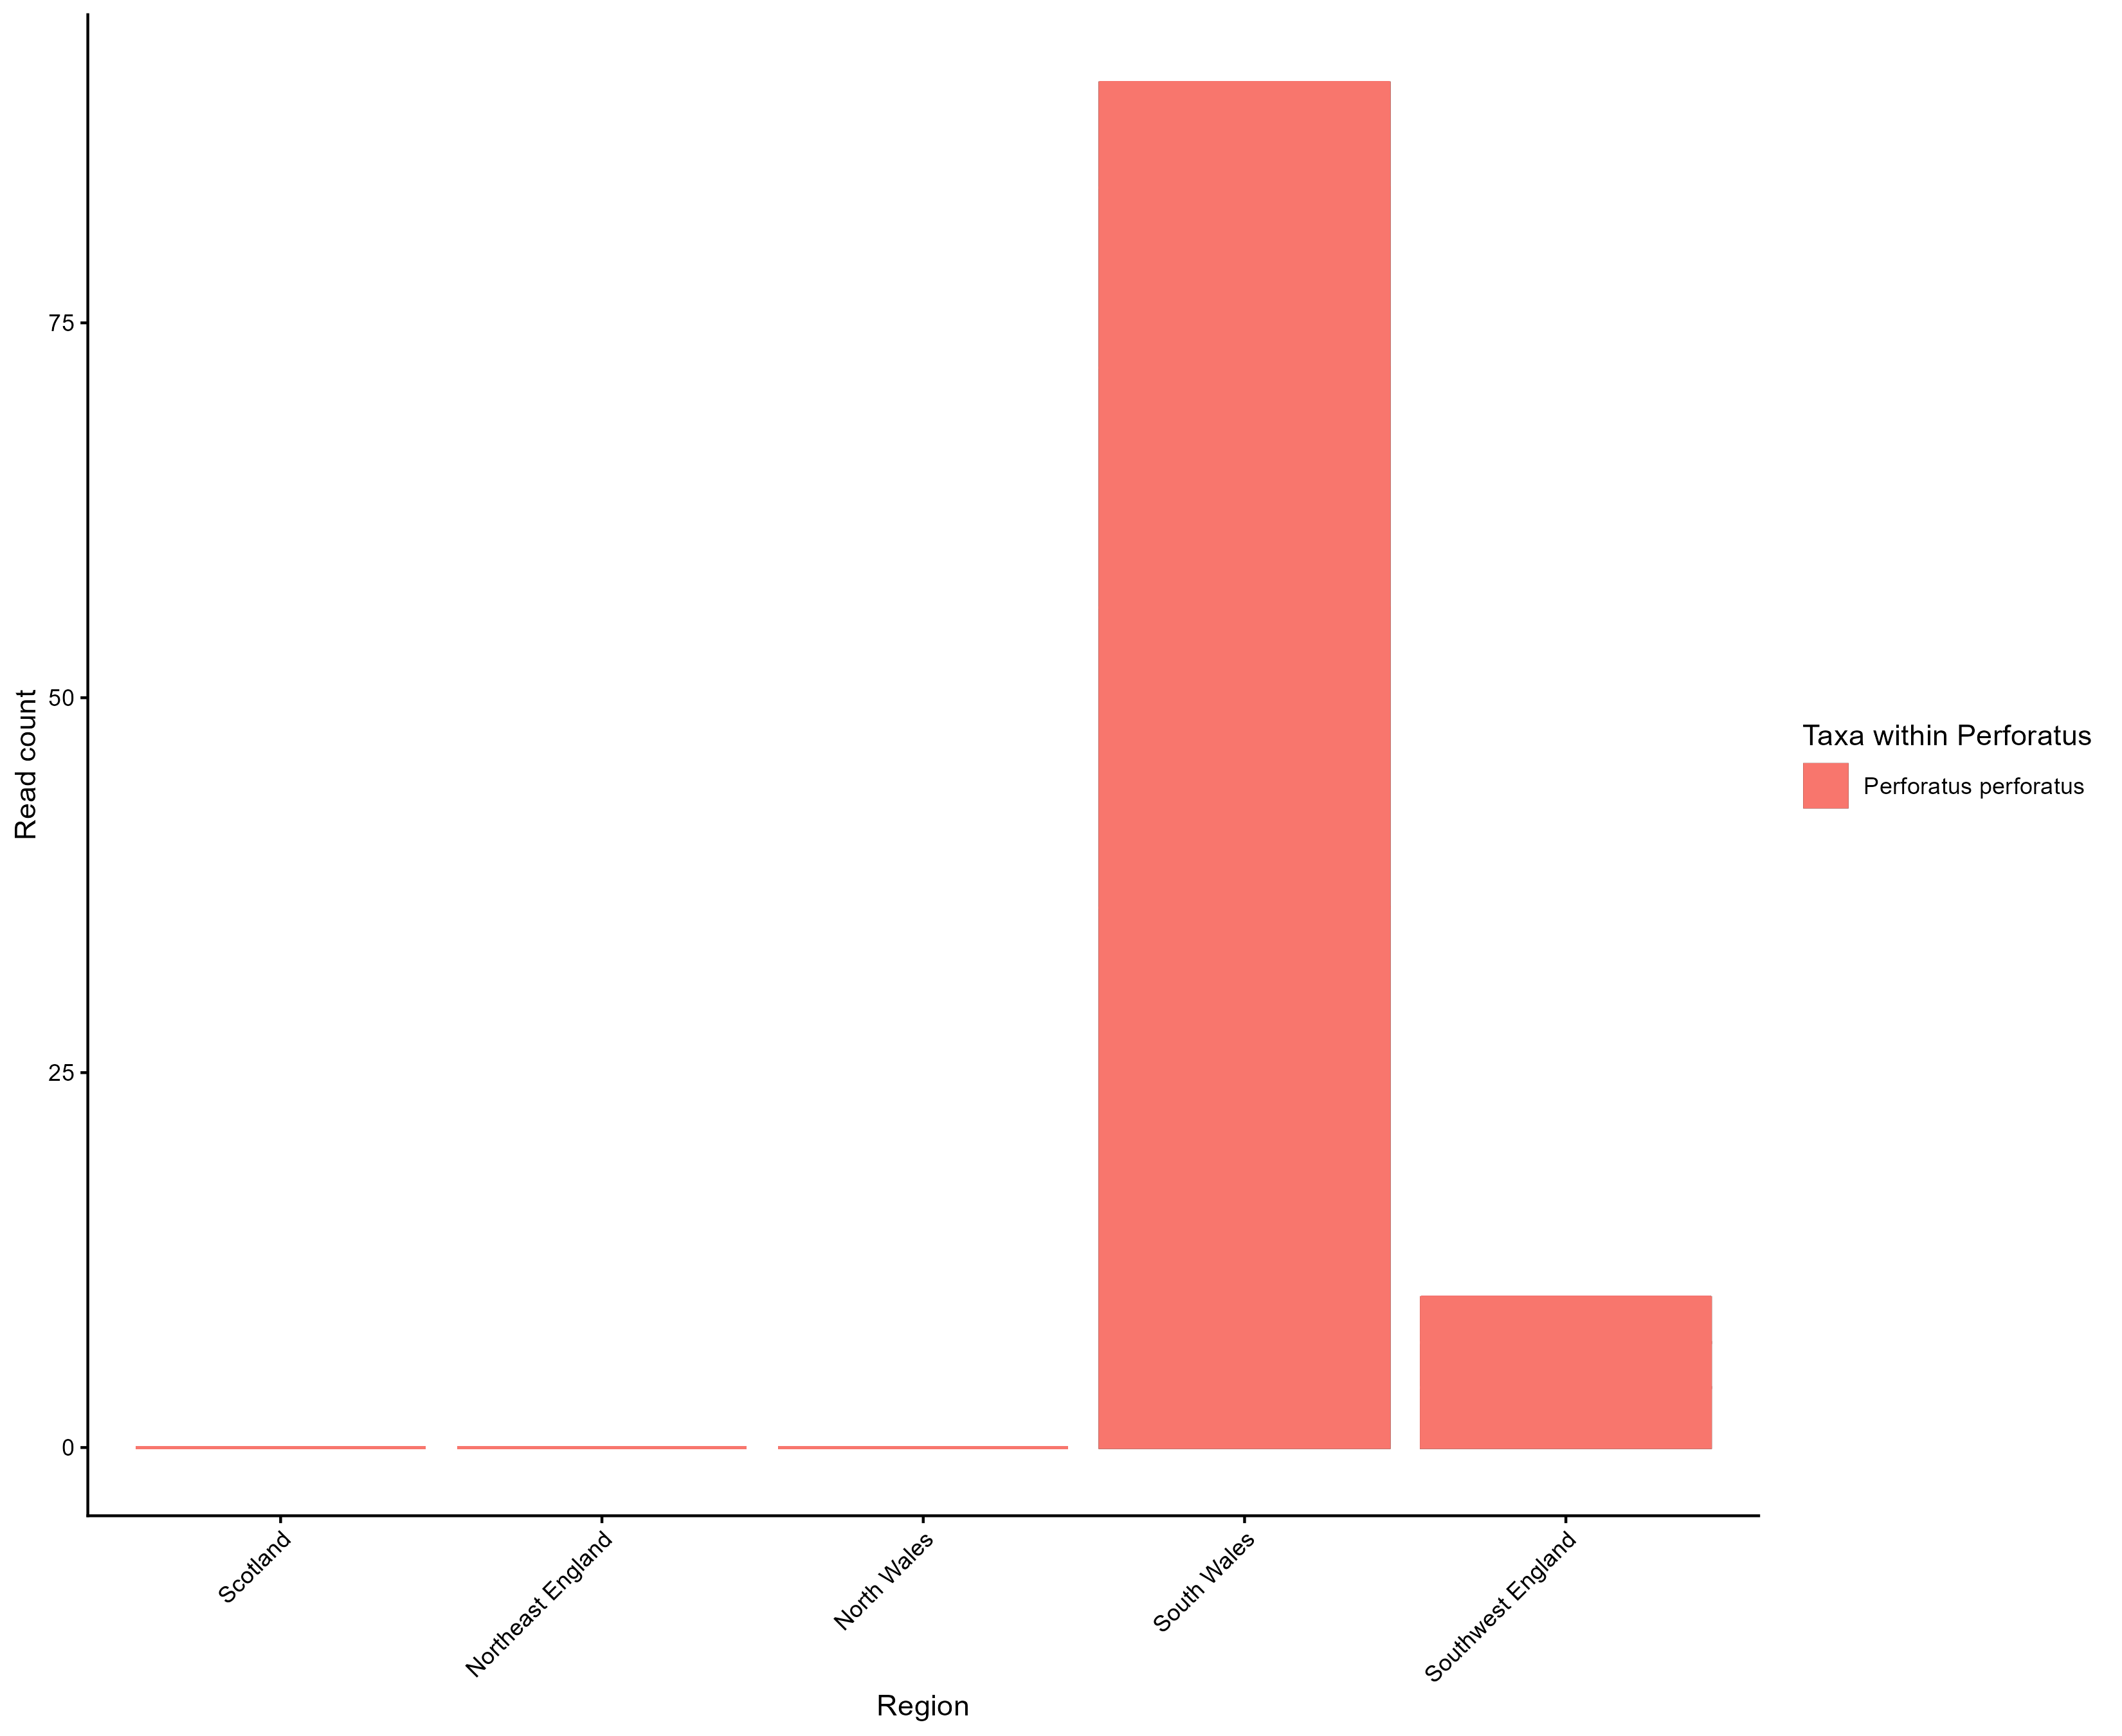 Read count
75
50
25
0
Scotland
Northeast England
North Wales
South Wales
Southwest England
Region
Taxa within Perforatus
Perforatus perforatus